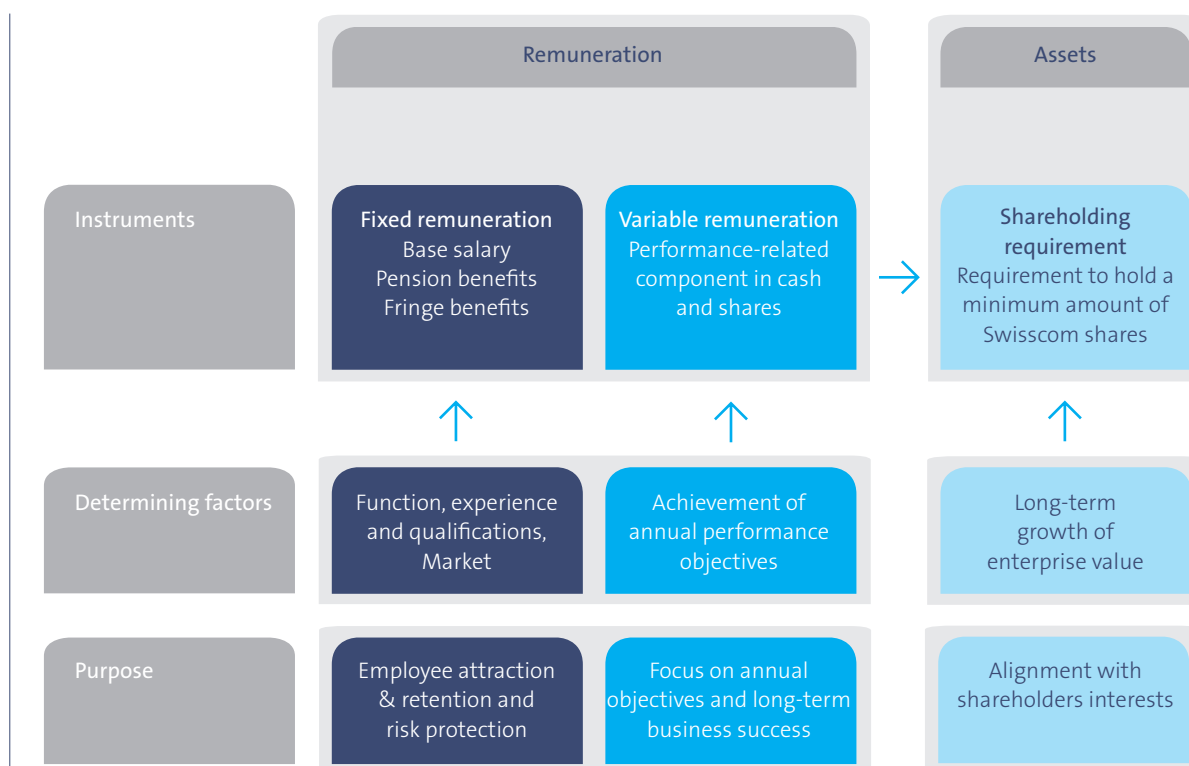 Remuneration
Assets
Instruments
Fixed remuneration
Base salary
Pension benefits
Fringe benefits
Variable remuneration
Performance-related
component in cash
and shares
Shareholding
requirement
Requirement to hold a
minimum amount of
Swisscom shares
Determining factors
Function, experience
and qualifications,
Market
Achievement of
annual performance
objectives
Long-term
growth of
enterprise value
Purpose
Employee attraction
& retention and
risk protection
Focus on annual
objectives and long-term
business success
Alignment with
shareholders interests